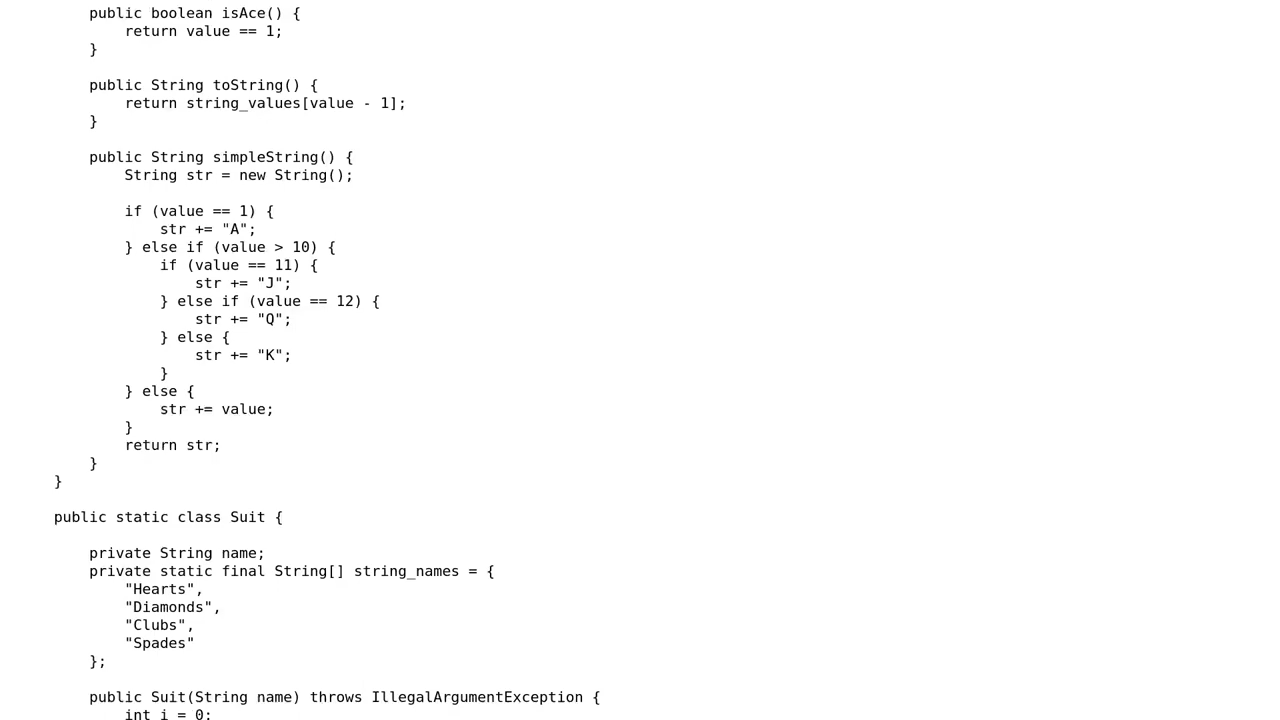 public boolean isAce() {
return value == 1;
}
public String toString() {
return string_values[value - 1];
}
public String simpleString() {
String str = new String();
if (value == 1) {
str += "A";
} else if (value > 10) {
if (value == 11) {
str += "J";
} else if (value == 12) {
str += "Q";
} else {
str += "K";
}
} else {
str += value;
}
return str;
}
}
public static class Suit {
private String name;
private static final String[] string_names = {
"Hearts",
"Diamonds",
"Clubs",
"Spades"
};
public Suit(String name) throws IllegalArgumentException {
int i = 0;